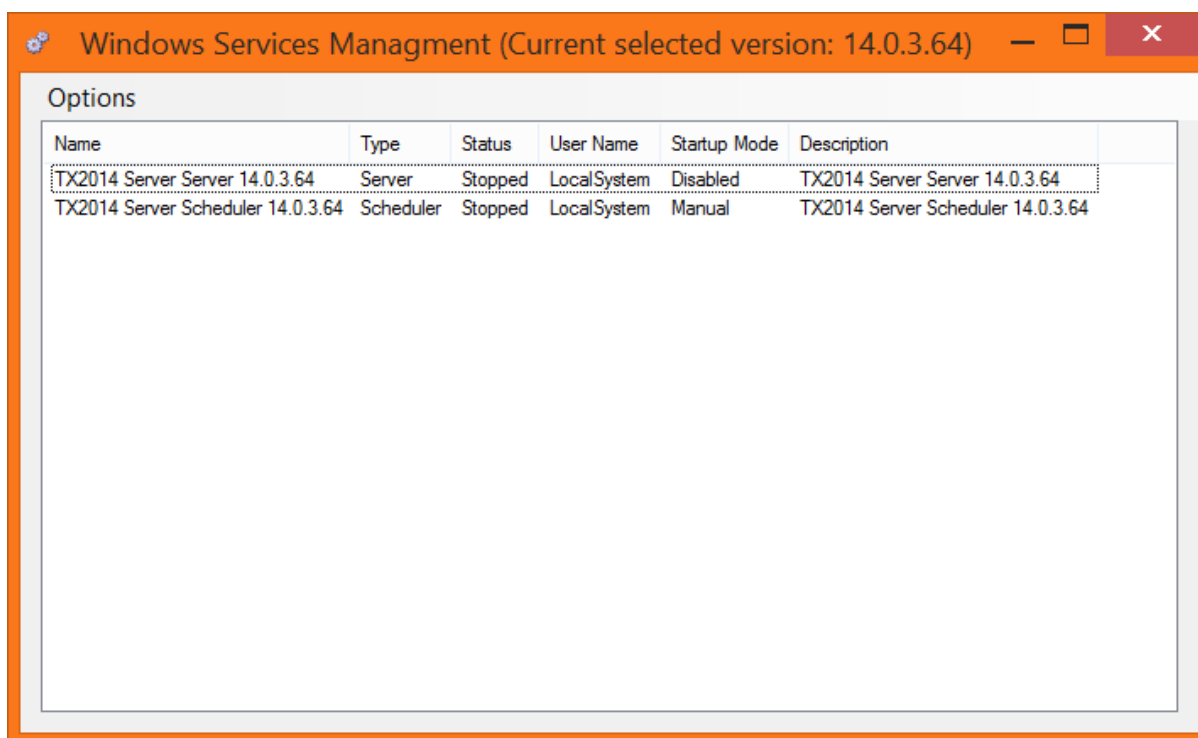 Windows Services Managment (Current selected version: 14.0.3.64)
Options
Name Type Status User Name Startup Mode Description
TX2014 Server Server 14.0.3.64 Server Stopped LocalSystem Disabled TX2014 Server Server 14.0.3.64
TX2014 Server Scheduler 14.0.3.64 Scheduler Stopped LocalSystem Manual TX2014 Server Scheduler 14.0.3.64